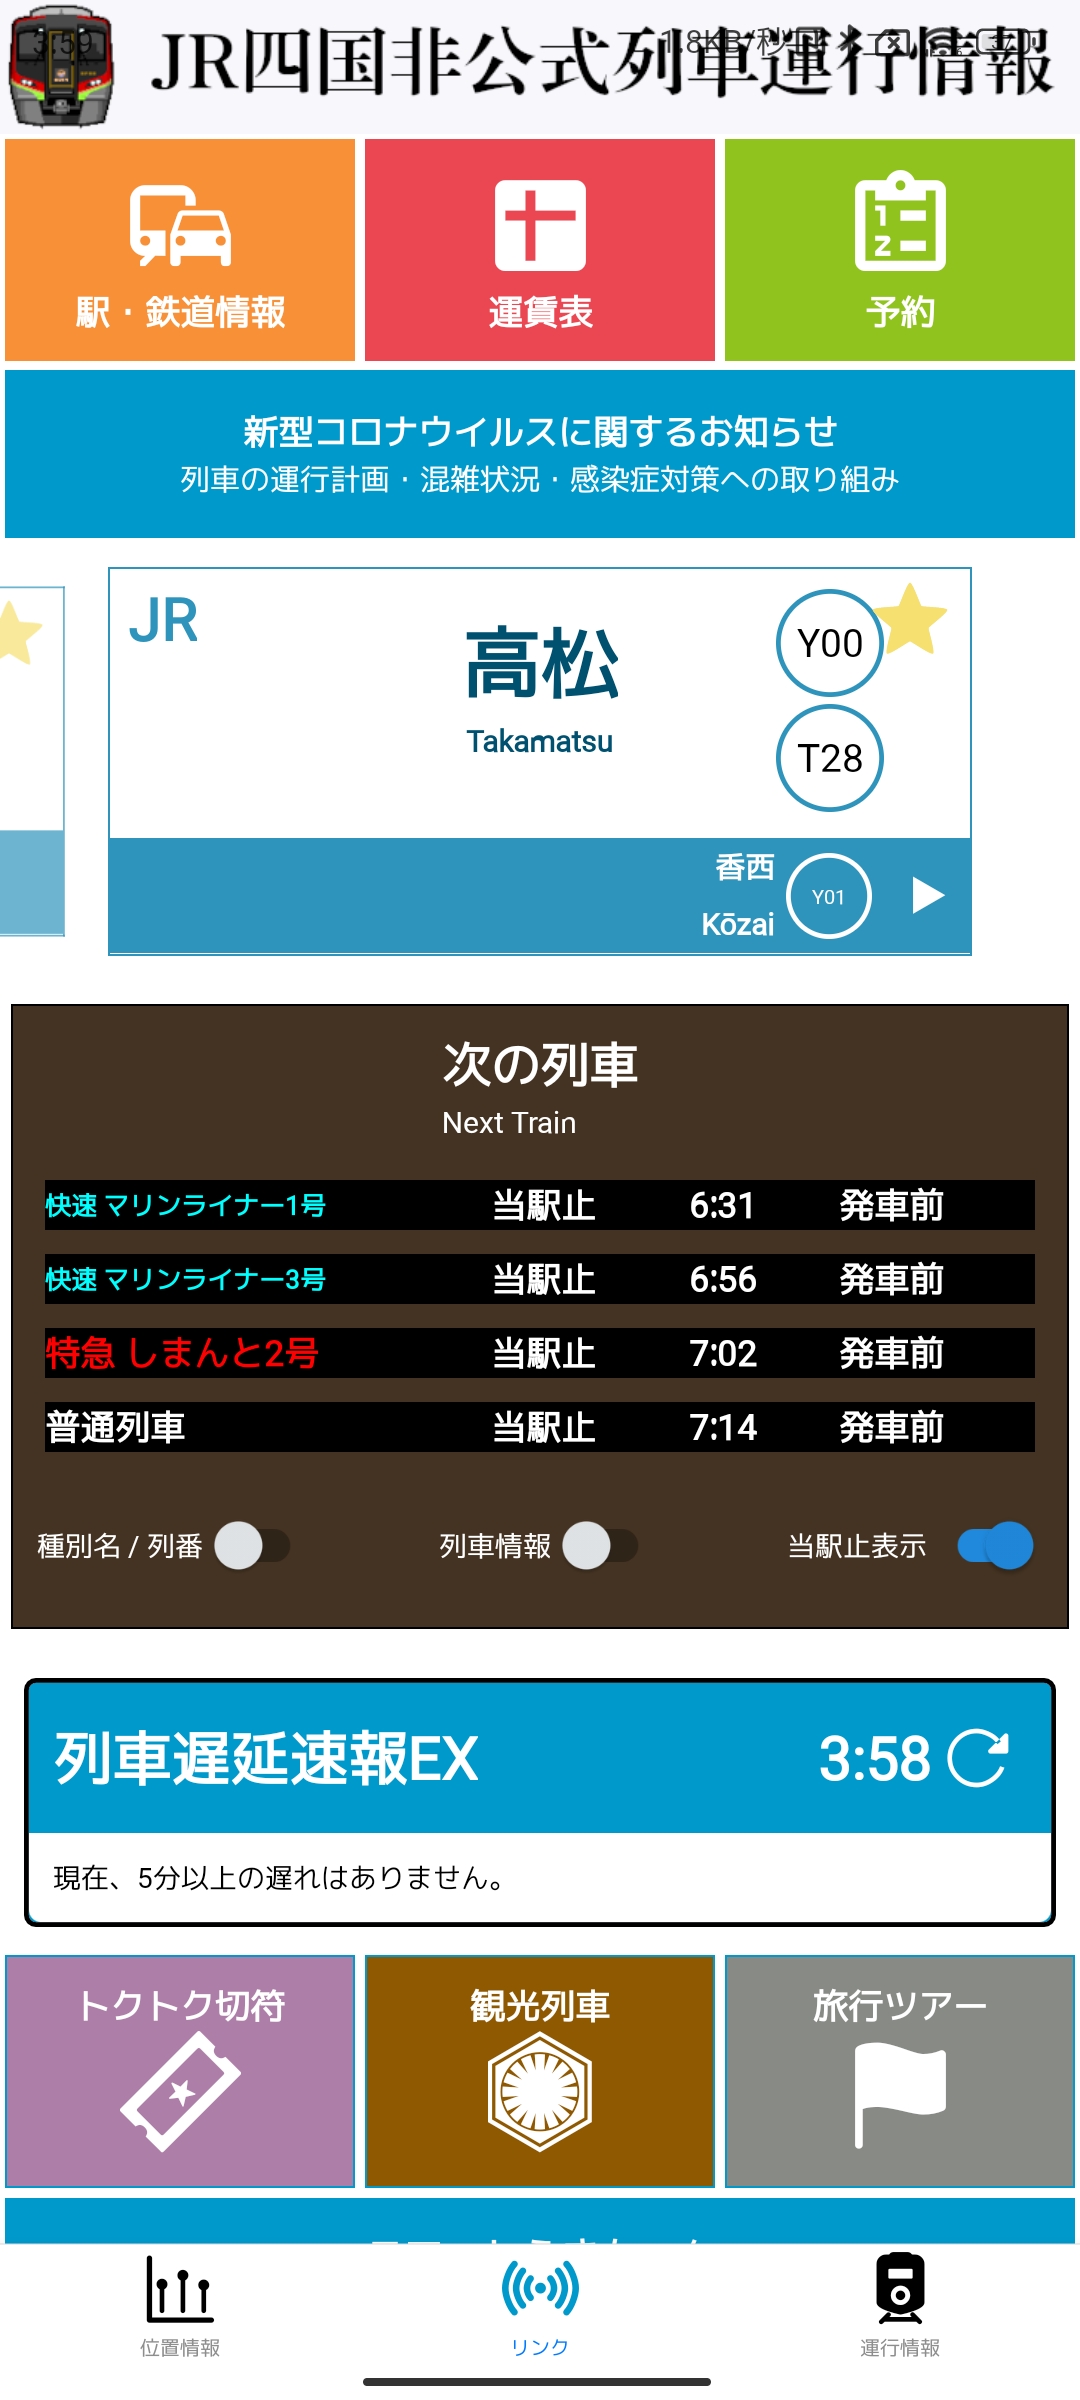 3:59
1.8KB/秒
37
JR四国非公式列車運行情報
駅・鉄道情報
運賃表
予約
新型コロナウイルスに関するお知らせ
列車の運行計画・混雑状況・感染症対策への取り組み
JR
高松
Takamatsu
Y00
T28
香西
Kōzai
Y01
次の列車
Next Train
快速 マリンライナー1号 当駅止 6:31 発車前
快速 マリンライナー3号 当駅止 6:56 発車前
特急 しまんと2号 当駅止 7:02 発車前
普通列車 当駅止 7:14 発車前
種別名 / 列番
列車情報
当駅止表示
列車遅延速報EX
3:58
現在、5分以上の遅れはありません。
トクトク切符
観光列車
旅行ツアー
位置情報
リンク
運行情報